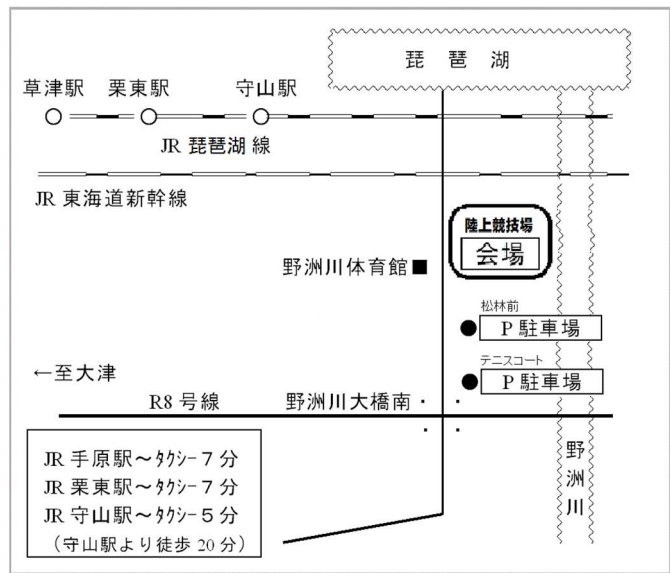 琵琶湖
草津駅 栗東駅 守山駅
JR 琵琶湖線
JR 東海道新幹線
陸上競技場
会場
野洲川体育館
松林前
P 駐車場
テニスコート
P 駐車場
←至大津
R8 号線 野洲川大橋南
野洲川
JR 手原駅～タクシー7分
JR 栗東駅～タクシー7分
JR 守山駅～タクシー5分
（守山駅より徒歩 20 分）